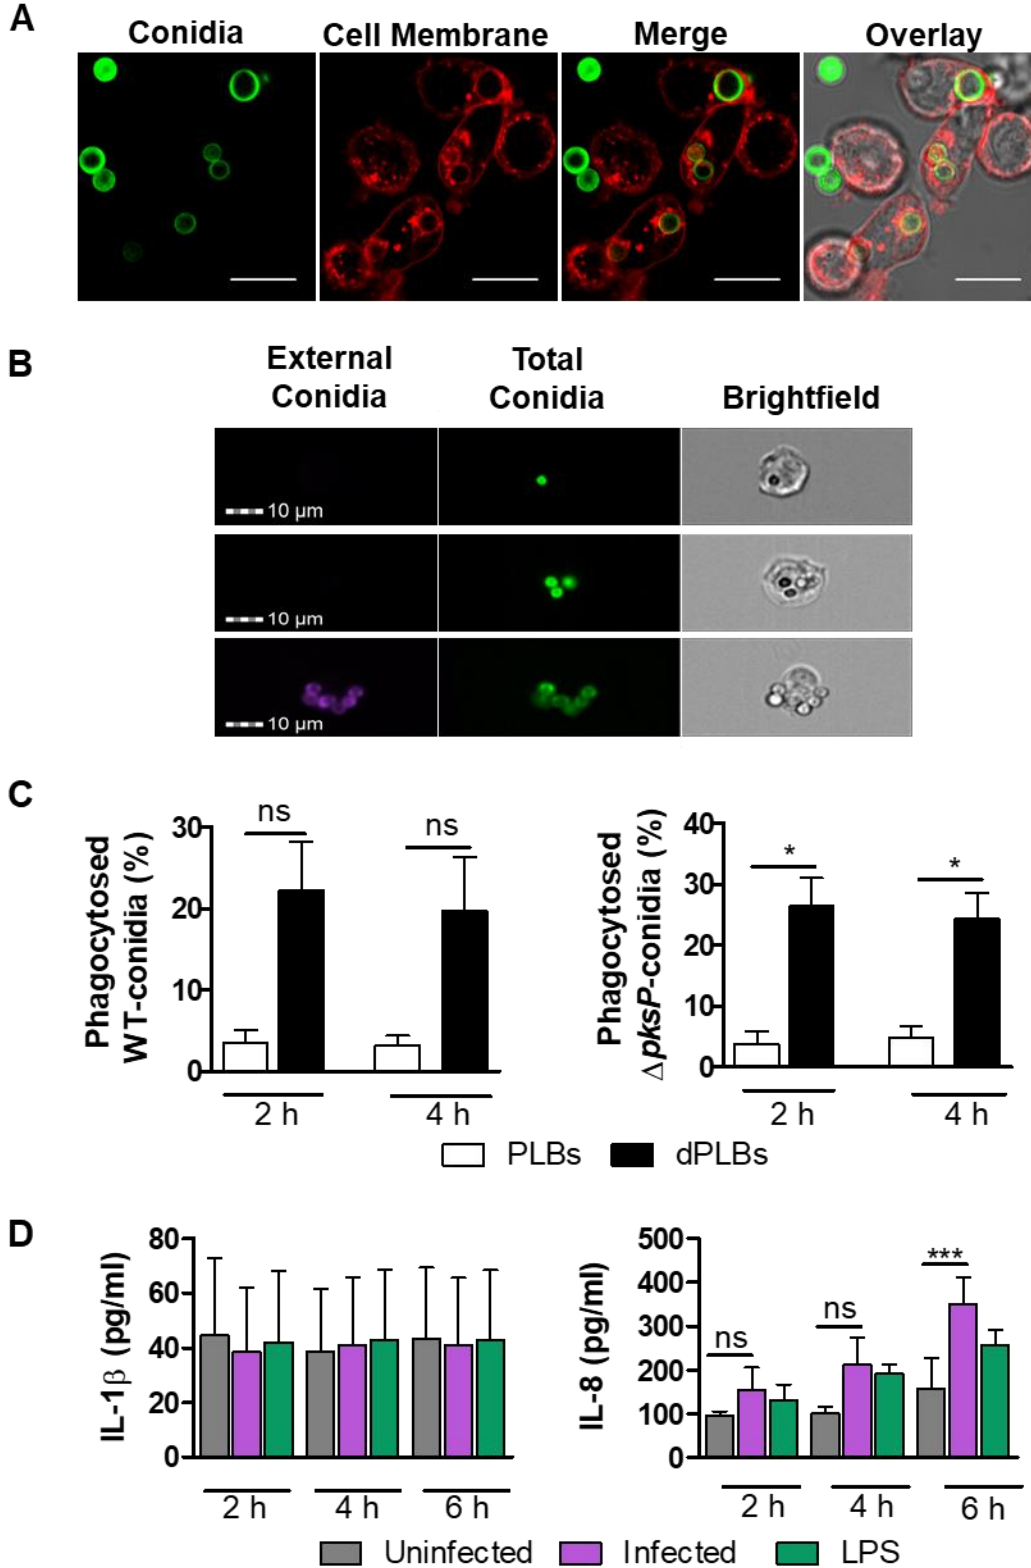 A
Conidia Cell Membrane Merge Overlay
B
External Conidia Total Conidia Brightfield
10 µm
10 µm
10 µm
C
Phagocytosed
WT-conidia (%)
30
20
10
0
ns ns
2 h 4 h
Phagocytosed
ΔpksP-conidia (%)
40
30
20
10
0
* *
2 h 4 h
PLBs dPLBs
D
IL-1β (pg/ml)
80
60
40
20
0
2 h 4 h 6 h
IL-8 (pg/ml)
500
400
300
200
100
0
ns ns ***
2 h 4 h 6 h
Uninfected Infected LPS